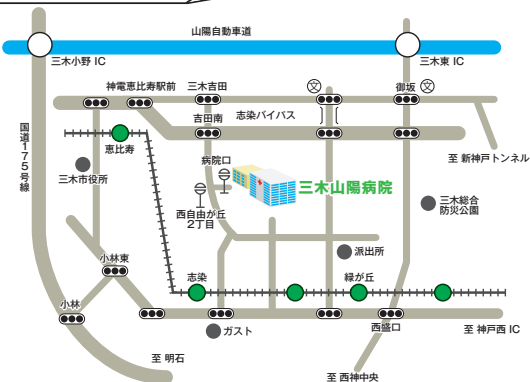 山陽自動車道
三木小野 IC
三木東 IC
神電恵比寿駅前
三木吉田
文
御坂
文
吉田南
志染バイパス
国道175号線
恵比寿
至 新神戸トンネル
病院口
三木市役所
三木山陽病院
西自由が丘
2丁目
三木総合
防災公園
派出所
小林東
志染
緑が丘
小林
ガスト
西盛口
至 神戸西 IC
至 明石
至 西神中央